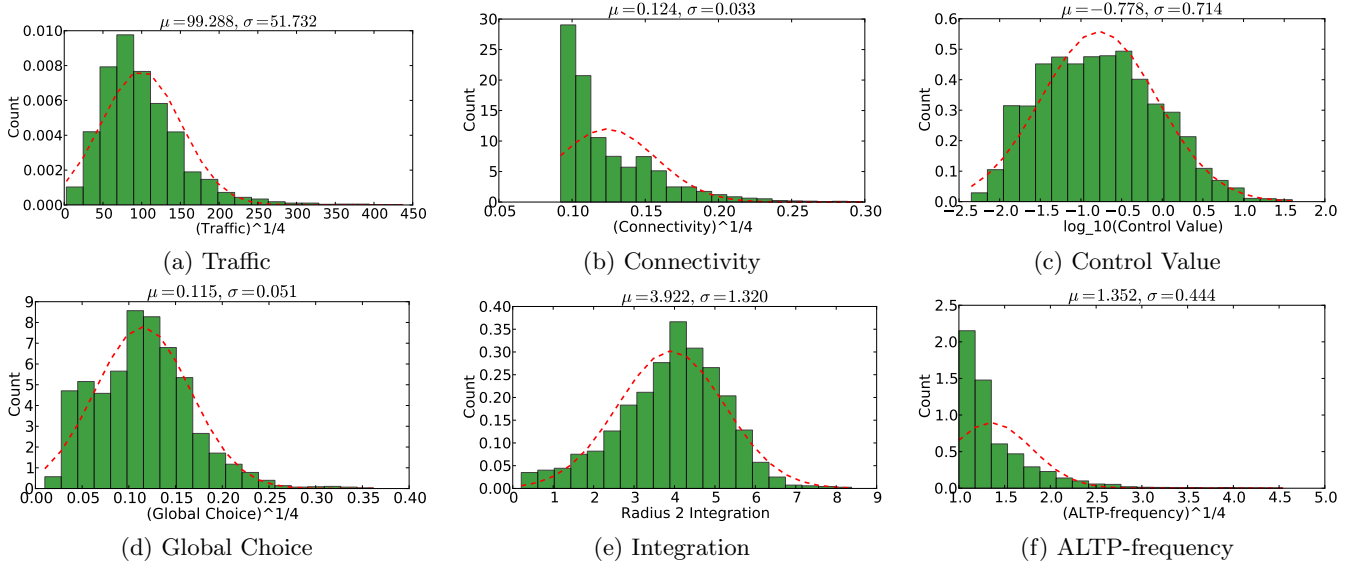 μ=99.288, σ=51.732
0.010
0.008
0.006
0.004
0.002
0.000
Count
0 50 100 150 200 250 300 350 400 450
(Traffic)^1/4
(a) Traffic
μ=0.124, σ=0.033
30
25
20
15
10
5
0
Count
0.05 0.10 0.15 0.20 0.25 0.30
(Connectivity)^1/4
(b) Connectivity
μ=−0.778, σ=0.714
0.6
0.5
0.4
0.3
0.2
0.1
0.0
Count
−2.5 −2.0 −1.5 −1.0 −0.5 0.0 0.5 1.0 1.5 2.0
log_10(Control Value)
(c) Control Value
μ=0.115, σ=0.051
9
8
7
6
5
4
3
2
1
0
Count
0.00 0.05 0.10 0.15 0.20 0.25 0.30 0.40
(Global Choice)^1/4
(d) Global Choice
μ=3.922, σ=1.320
0.40
0.35
0.30
0.25
0.20
0.15
0.10
0.05
0.00
Count
0 1 2 3 4 5 6 7 8 9
Radius 2 Integration
(e) Integration
μ=1.352, σ=0.444
2.5
2.0
1.5
1.0
0.5
0.0
Count
1.0 1.5 2.0 2.5 3.0 3.5 4.0 4.5 5.0
(ALTP-frequency)^1/4
(f) ALTP-frequency